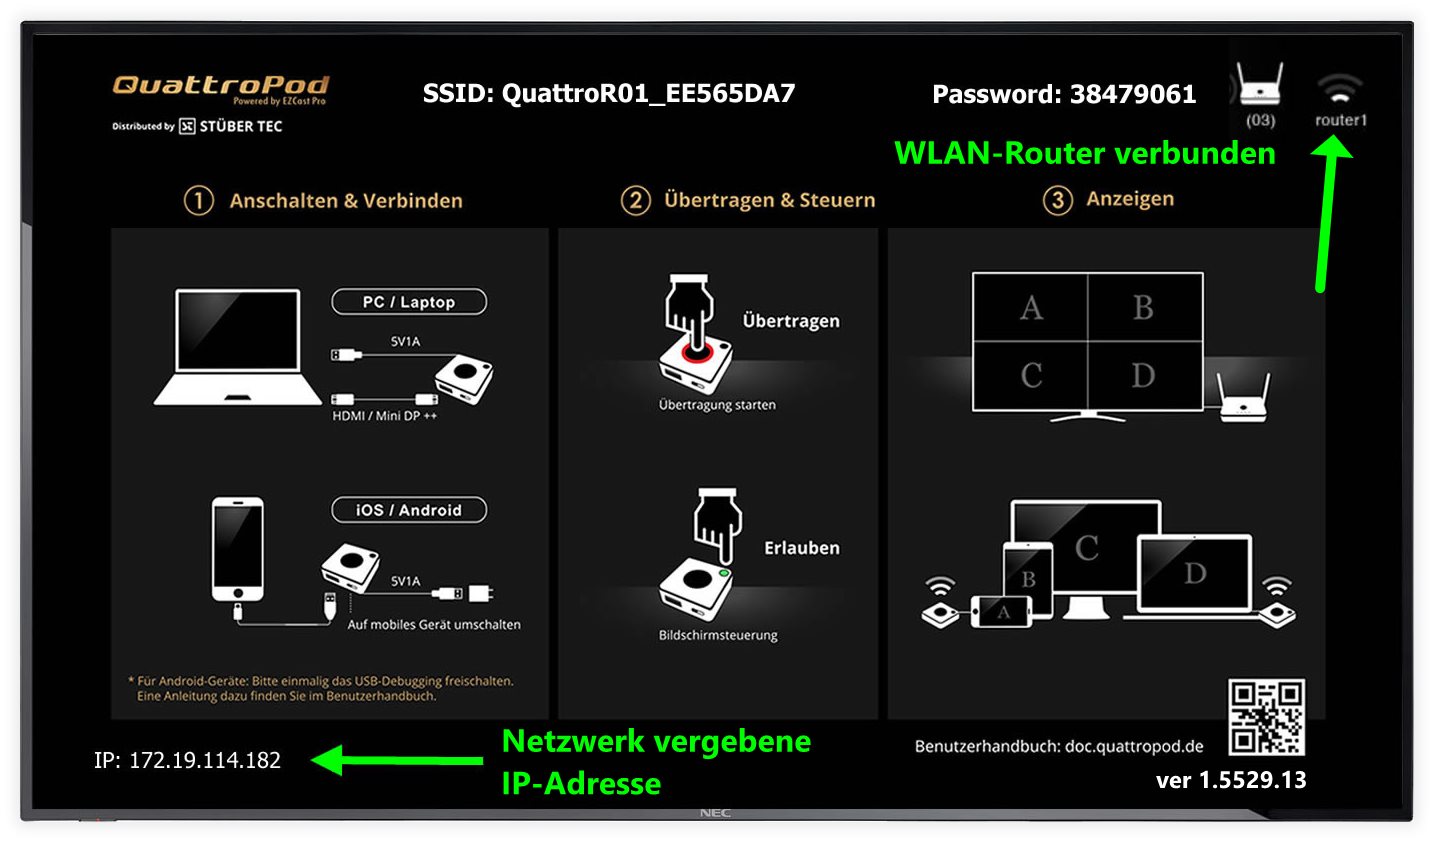 QuattroPod
Powered by EZCast Pro
Distributed by STÜBER TEC
SSID: QuattroR01_EE565DA7
Password: 38479061
(03)
router1
WLAN-Router verbunden
1 Anschalten & Verbinden
2 Übertragen & Steuern
3 Anzeigen
PC / Laptop
5V1A
HDMI / Mini DP ++
iOS / Android
5V1A
Auf mobiles Gerät umschalten
* Für Android-Geräte: Bitte einmalig das USB-Debugging freischalten.
Eine Anleitung dazu finden Sie im Benutzerhandbuch.
Übertragen
Übertragung starten
Erlauben
Bildschirmsteuerung
A B
C D
C
B
D
A
IP: 172.19.114.182
Netzwerk vergebene
IP-Adresse
Benutzerhandbuch: doc.quattropod.de
ver 1.5529.13
NEC